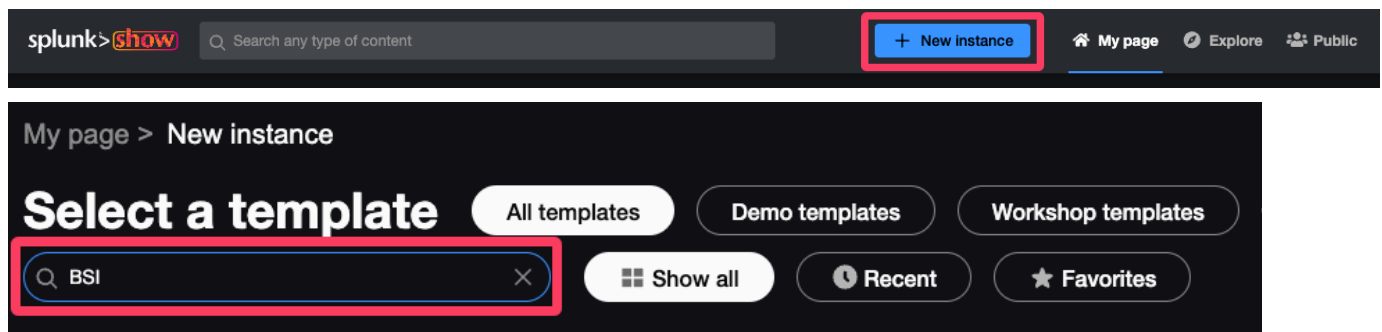 splunk>show Search any type of content + New instance My page Explore Public
My page > New instance
Select a template All templates Demo templates Workshop templates
BSI Show all Recent Favorites